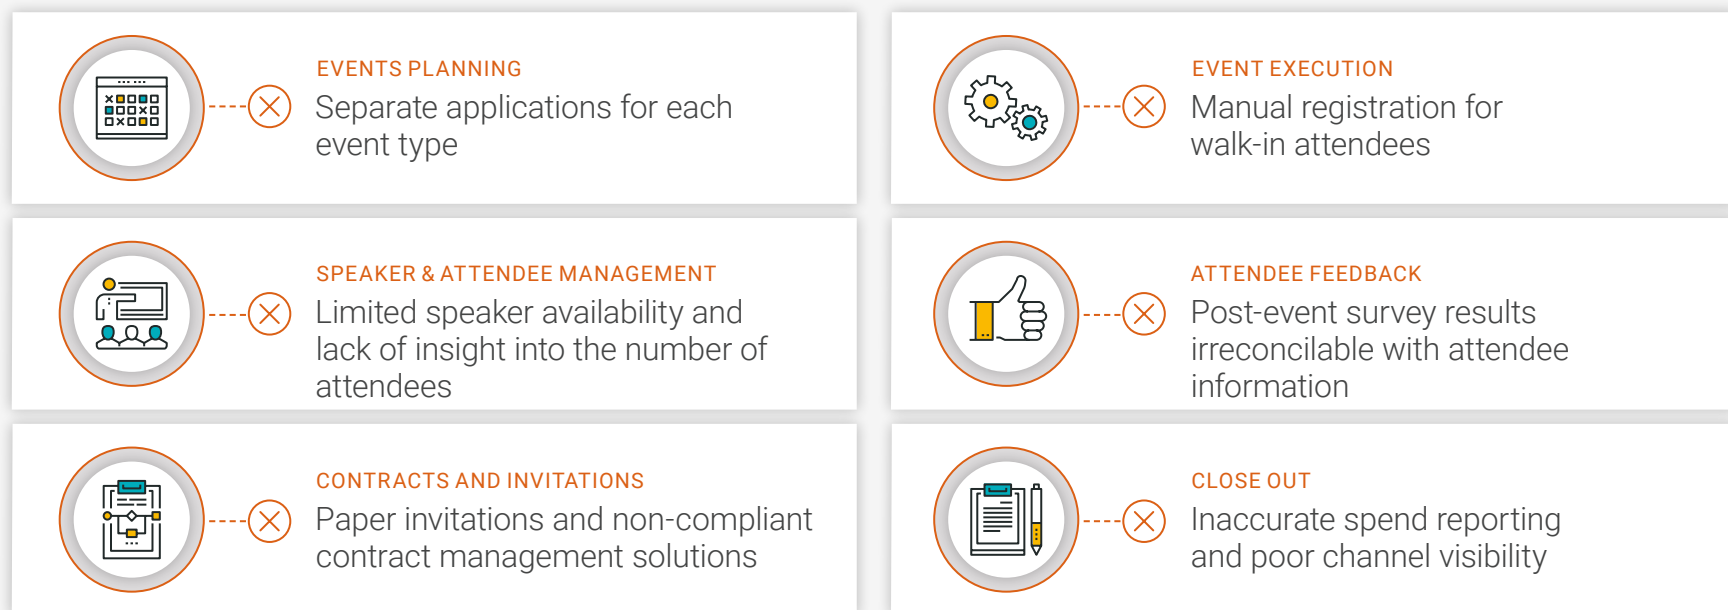 EVENTS PLANNING
Separate applications for each
event type
EVENT EXECUTION
Manual registration for
walk-in attendees
SPEAKER & ATTENDEE MANAGEMENT
Limited speaker availability and
lack of insight into the number of
attendees
ATTENDEE FEEDBACK
Post-event survey results
irreconcilable with attendee
information
CONTRACTS AND INVITATIONS
Paper invitations and non-compliant
contract management solutions
CLOSE OUT
Inaccurate spend reporting
and poor channel visibility